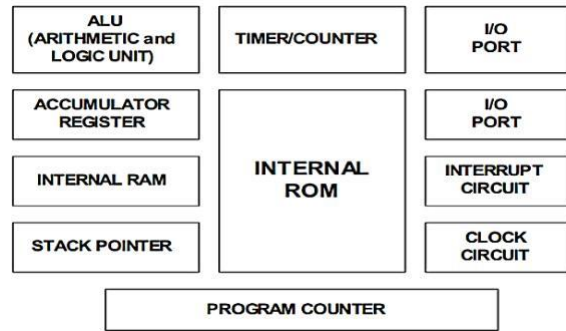 ALU
(ARITHMETIC and
LOGIC UNIT)
TIMER/COUNTER
I/O
PORT
ACCUMULATOR
REGISTER
INTERNAL
ROM
I/O
PORT
INTERNAL RAM
INTERRUPT
CIRCUIT
STACK POINTER
CLOCK
CIRCUIT
PROGRAM COUNTER